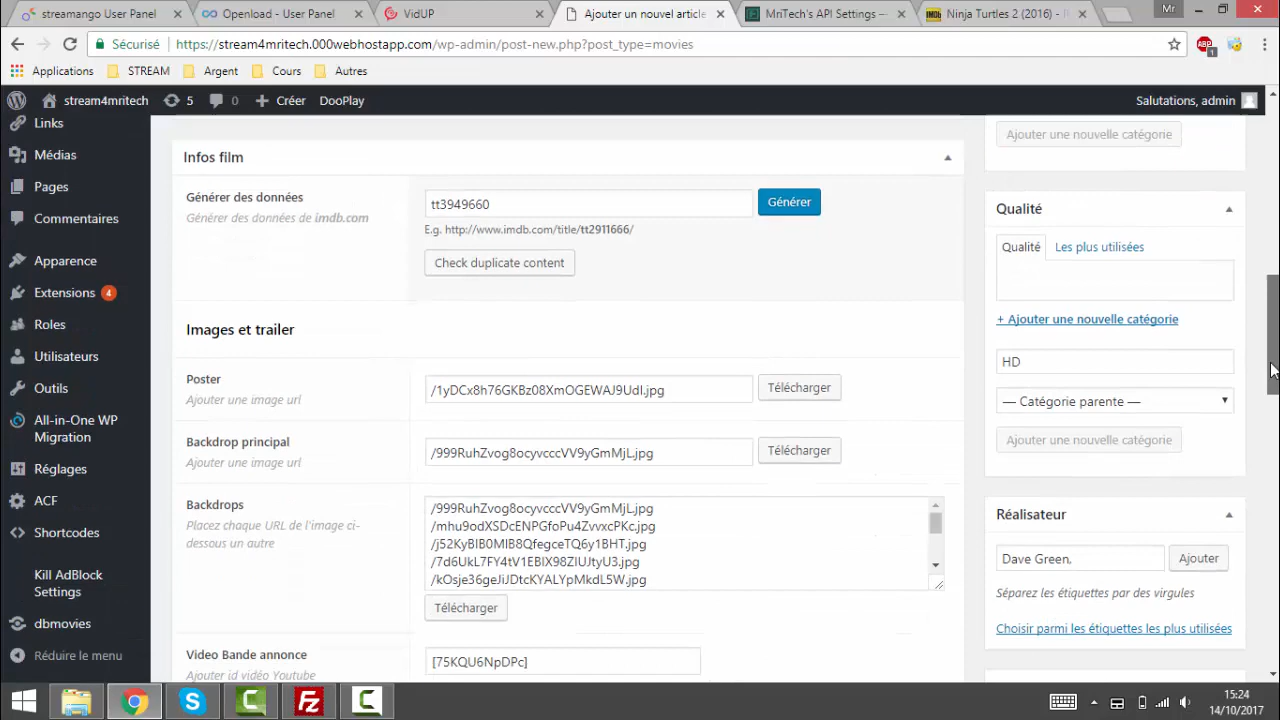 streamango User Panel
Openload - User Panel
VidUP
Ajouter un nouvel article
MriTech's API Settings —
Ninja Turtles 2 (2016) - R
Mr
Sécurisé
https://stream4mritech.000webhostapp.com/wp-admin/post-new.php?post_type=movies
ABP
1
Applications
STREAM
Argent
Cours
Autres
stream4mritech
5
0
Créer
DooPlay
Salutations, admin
Links
Médias
Pages
Commentaires
Apparence
Extensions 4
Roles
Utilisateurs
Outils
All-in-One WP
Migration
Réglages
ACF
Shortcodes
Kill AdBlock
Settings
dbmovies
Réduire le menu
Infos film
Générer des données
Générer des données de imdb.com
tt3949660
Générer
E.g. http://www.imdb.com/title/tt2911666/
Check duplicate content
Images et trailer
Poster
Ajouter une image url
/1yDCx8h76GKBz08XmOGEWAJ9UdI.jpg
Télécharger
Backdrop principal
Ajouter une image url
/999RuhZvog8ocyvcccVV9yGmMjL.jpg
Télécharger
Backdrops
Placez chaque URL de l'image ci-
dessous un autre
/999RuhZvog8ocyvcccVV9yGmMjL.jpg
/mhu9odXSDcENPGfoPu4ZvvxcPKc.jpg
/j52KyBIB0MIB8QfegceTQ6y1BHT.jpg
/7d6UkL7FY4tV1EBIX98ZIUJtyU3.jpg
/kOsje36geJiJDtcKYALYpMkdL5W.jpg
Télécharger
Video Bande annonce
Ajouter id vidéo Youtube
[75KQU6NpDPc]
Ajouter une nouvelle catégorie
Qualité
Qualité
Les plus utilisées
+ Ajouter une nouvelle catégorie
HD
— Catégorie parente —
Ajouter une nouvelle catégorie
Réalisateur
Dave Green,
Ajouter
Séparez les étiquettes par des virgules
Choisir parmi les étiquettes les plus utilisées
15:24
14/10/2017